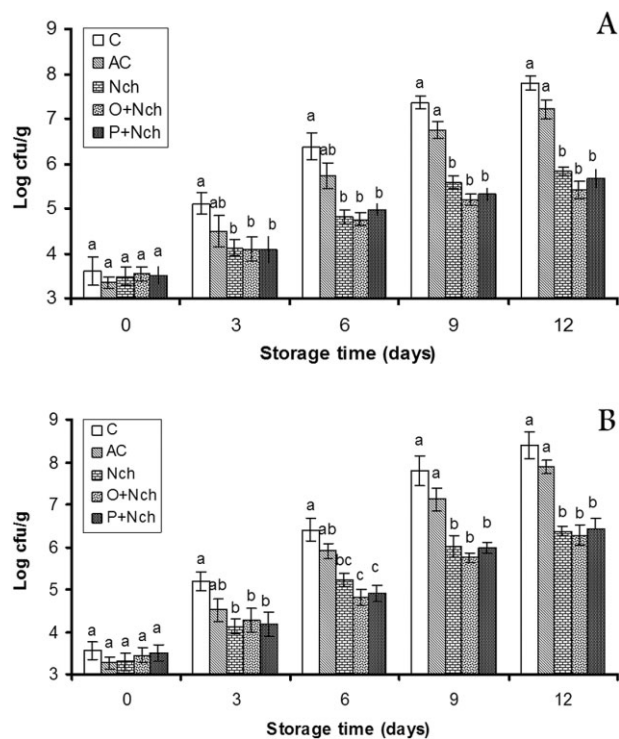 A
9
8
7
6
5
4
3
Log cfu/g
C
AC
Nch
O+Nch
P+Nch
a a a a a
a ab b b b
a ab b b b
a a b b b
a a b b b
0 3 6 9 12
Storage time (days)
B
9
8
7
6
5
4
3
Log cfu/g
C
AC
Nch
O+Nch
P+Nch
a a a a a
a ab b b b
a ab bc c c
a a b b b
a a b b b
0 3 6 9 12
Storage time (days)